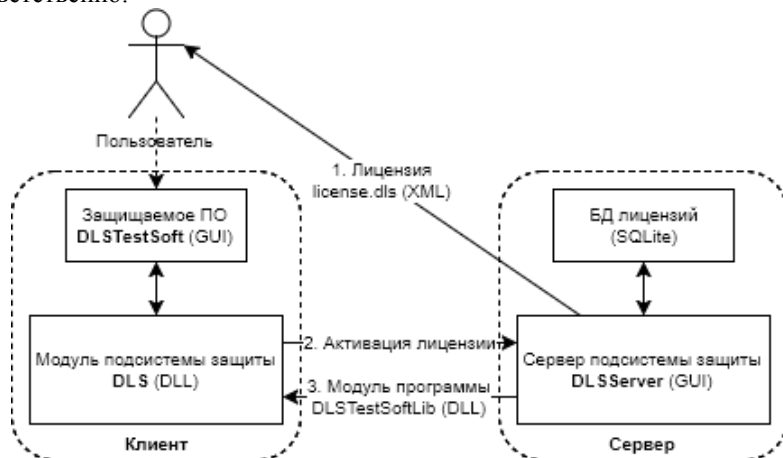 ветственно.
Пользователь
1. Лицензия
license.dls (XML)
Защищаемое ПО
DLSTestSoft (GUI)
БД лицензий
(SQLite)
Модуль подсистемы защиты
DLS (DLL)
2. Активация лицензии
3. Модуль программы
DLSTestSoftLib (DLL)
Сервер подсистемы защиты
DLSServer (GUI)
Клиент
Сервер